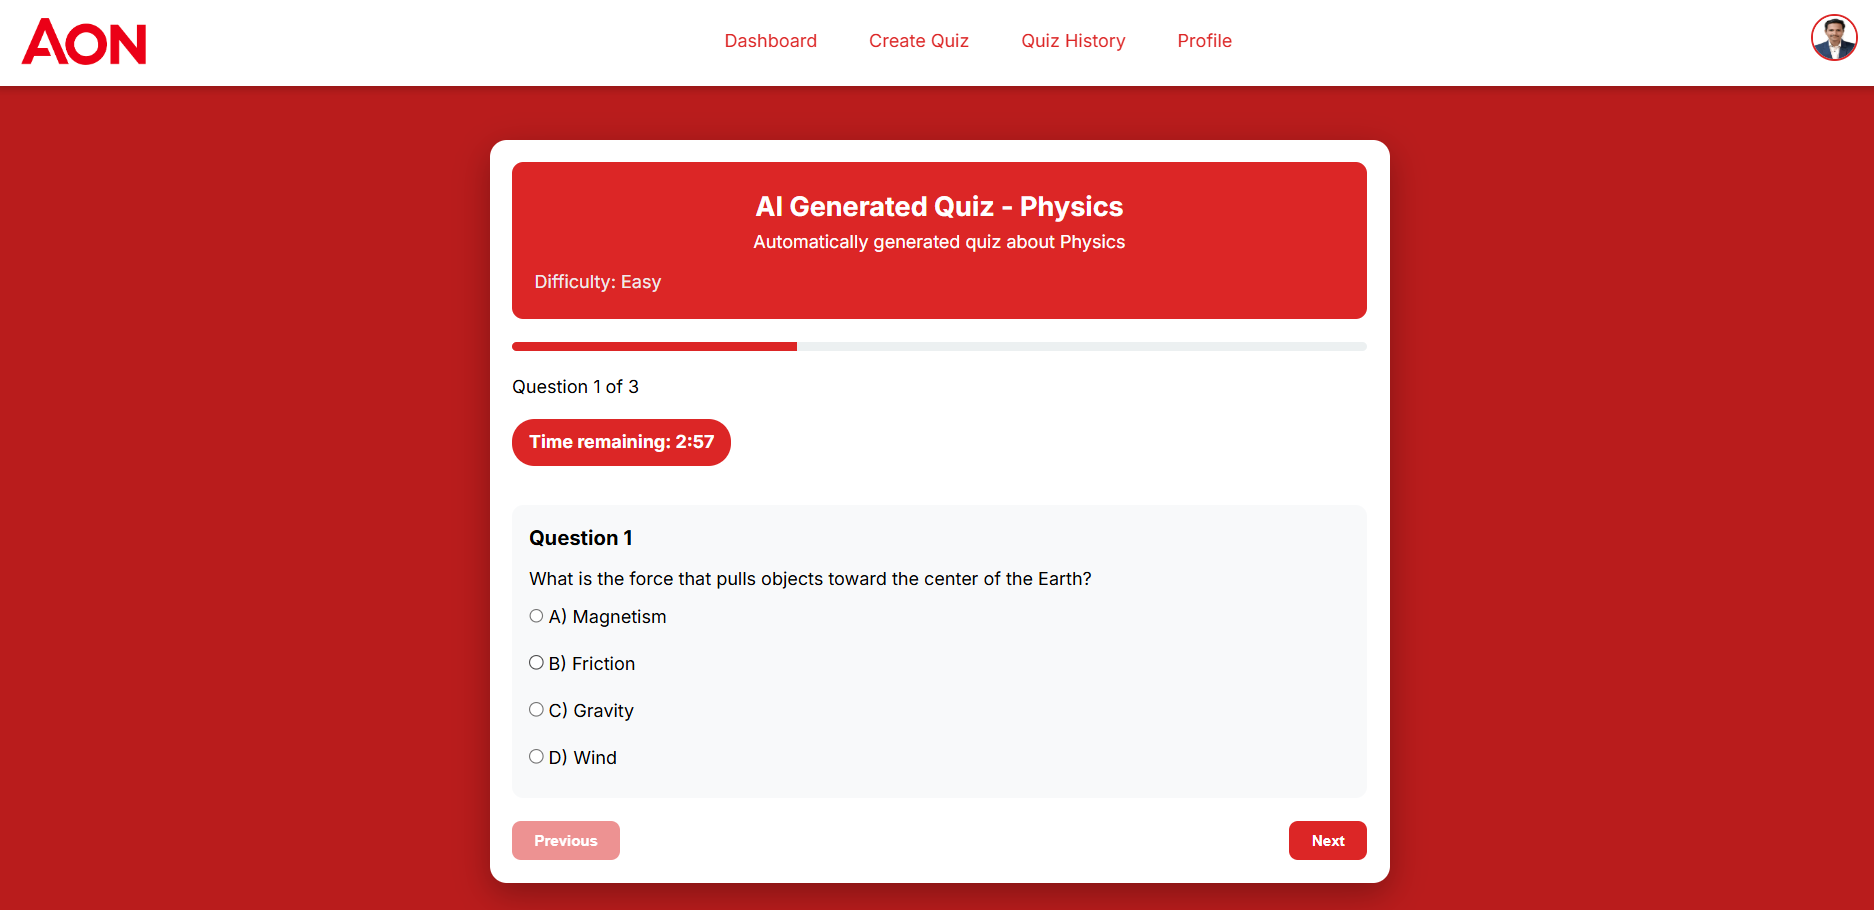 AON
Dashboard Create Quiz Quiz History Profile
AI Generated Quiz - Physics
Automatically generated quiz about Physics
Difficulty: Easy
Question 1 of 3
Time remaining: 2:57
Question 1
What is the force that pulls objects toward the center of the Earth?
A) Magnetism
B) Friction
C) Gravity
D) Wind
Previous Next